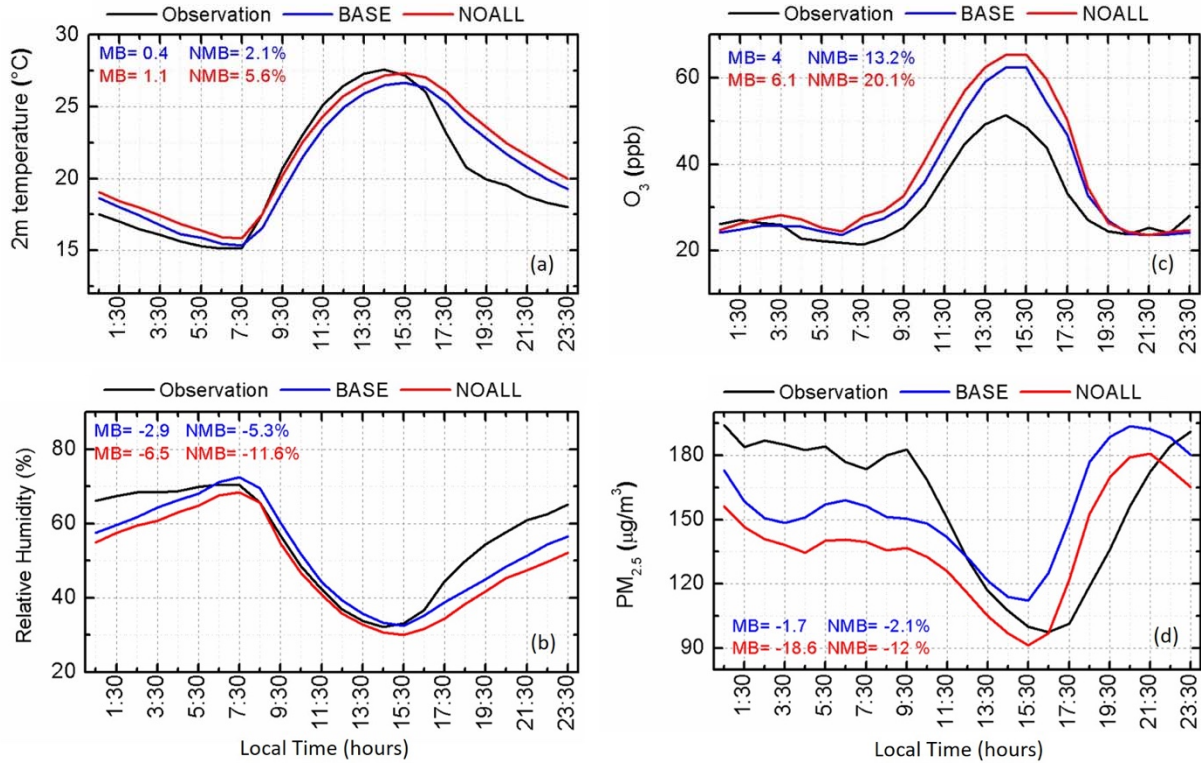 Observation BASE NOALL
MB= 0.4 NMB= 2.1%
MB= 1.1 NMB= 5.6%
2m temperature (°C)
30
25
20
15
(a)
1:30 3:30 5:30 7:30 9:30 11:30 13:30 15:30 17:30 19:30 21:30 23:30
Observation BASE NOALL
MB= 4 NMB= 13.2%
MB= 6.1 NMB= 20.1%
O3 (ppb)
60
40
20
(c)
1:30 3:30 5:30 7:30 9:30 11:30 13:30 15:30 17:30 19:30 21:30 23:30
Observation BASE NOALL
MB= -2.9 NMB= -5.3%
MB= -6.5 NMB= -11.6%
Relative Humidity (%)
80
60
40
20
(b)
1:30 3:30 5:30 7:30 9:30 11:30 13:30 15:30 17:30 19:30 21:30 23:30
Local Time (hours)
Observation BASE NOALL
PM2.5 (µg/m³)
180
150
120
90
MB= -1.7 NMB= -2.1%
MB= -18.6 NMB= -12 %
(d)
1:30 3:30 5:30 7:30 9:30 11:30 13:30 15:30 17:30 19:30 21:30 23:30
Local Time (hours)